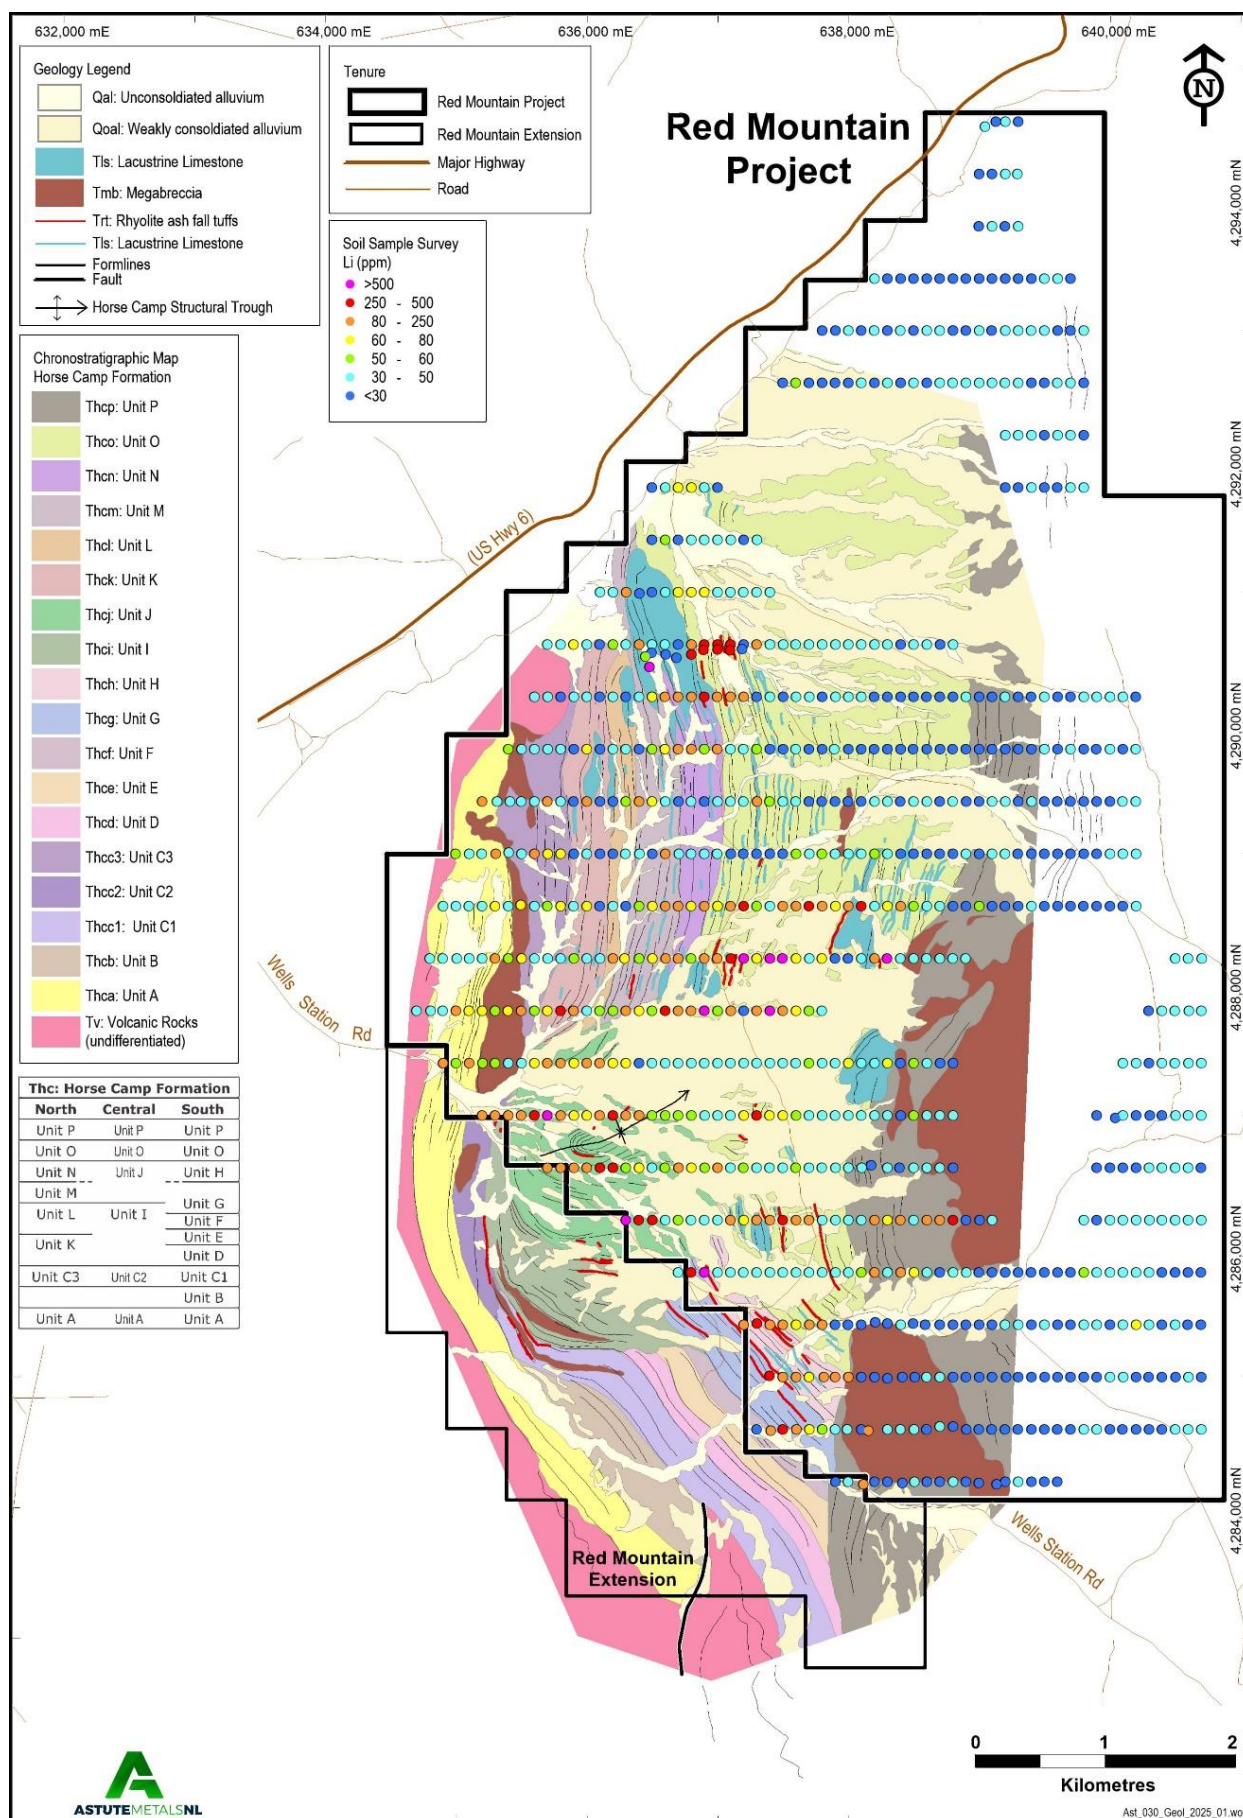 632,000 mE
634,000 mE
636,000 mE
638,000 mE
640,000 mE
Geology Legend
Qal: Unconsoldiated alluvium
Qoal: Weakly consoldiated alluvium
Tls: Lacustrine Limestone
Tmb: Megabreccia
Trt: Rhyolite ash fall tuffs
Tls: Lacustrine Limestone
Formlines
Fault
Horse Camp Structural Trough
Tenure
Red Mountain Project
Red Mountain Extension
Major Highway
Road
Soil Sample Survey
Li (ppm)
>500
250 - 500
80 - 250
60 - 80
50 - 60
30 - 50
<30
Red Mountain
Project
N
4,294,000 mN
4,292,000 mN
4,290,000 mN
4,288,000 mN
4,286,000 mN
4,284,000 mN
Chronostratigraphic Map
Horse Camp Formation
Thcp: Unit P
Thco: Unit O
Thcn: Unit N
Thcm: Unit M
Thcl: Unit L
Thck: Unit K
Thcj: Unit J
Thci: Unit I
Thch: Unit H
Thcg: Unit G
Thcf: Unit F
Thce: Unit E
Thcd: Unit D
Thcc3: Unit C3
Thcc2: Unit C2
Thcc1: Unit C1
Thcb: Unit B
Thca: Unit A
Tv: Volcanic Rocks
(undifferentiated)
(US Hwy 6)
Wells Station Rd
Thc: Horse Camp Formation
North Central South
Unit P Unit P Unit P
Unit O Unit O Unit O
Unit N Unit J Unit H
Unit M
Unit G
Unit L Unit I
Unit F
Unit E
Unit K
Unit D
Unit C3 Unit C2 Unit C1
Unit B
Unit A Unit A Unit A
Red Mountain
Extension
Wells Station Rd
0 1 2
Kilometres
ASTUTEMETALSNL
Ast_030_Geol_2025_01.wo